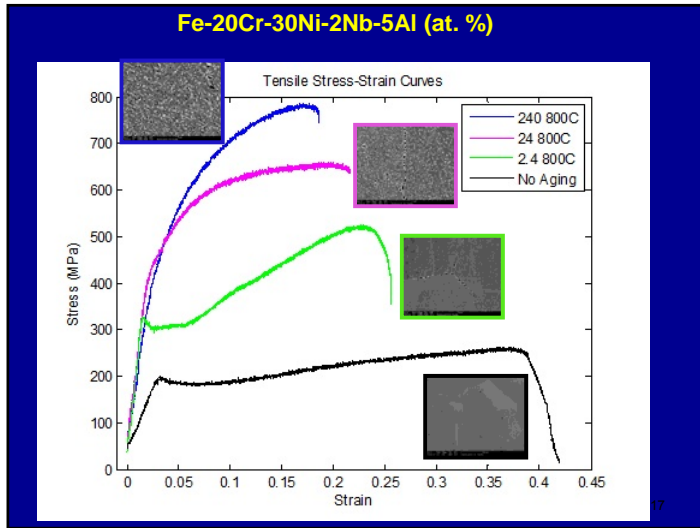 Fe-20Cr-30Ni-2Nb-5Al (at. %)
Tensile Stress-Strain Curves
800
700
600
500
400
300
200
100
0
Stress (MPa)
240 800C
24 800C
2.4 800C
No Aging
0
0.05
0.1
0.15
0.2
0.25
0.3
0.35
0.4
0.45
Strain
17